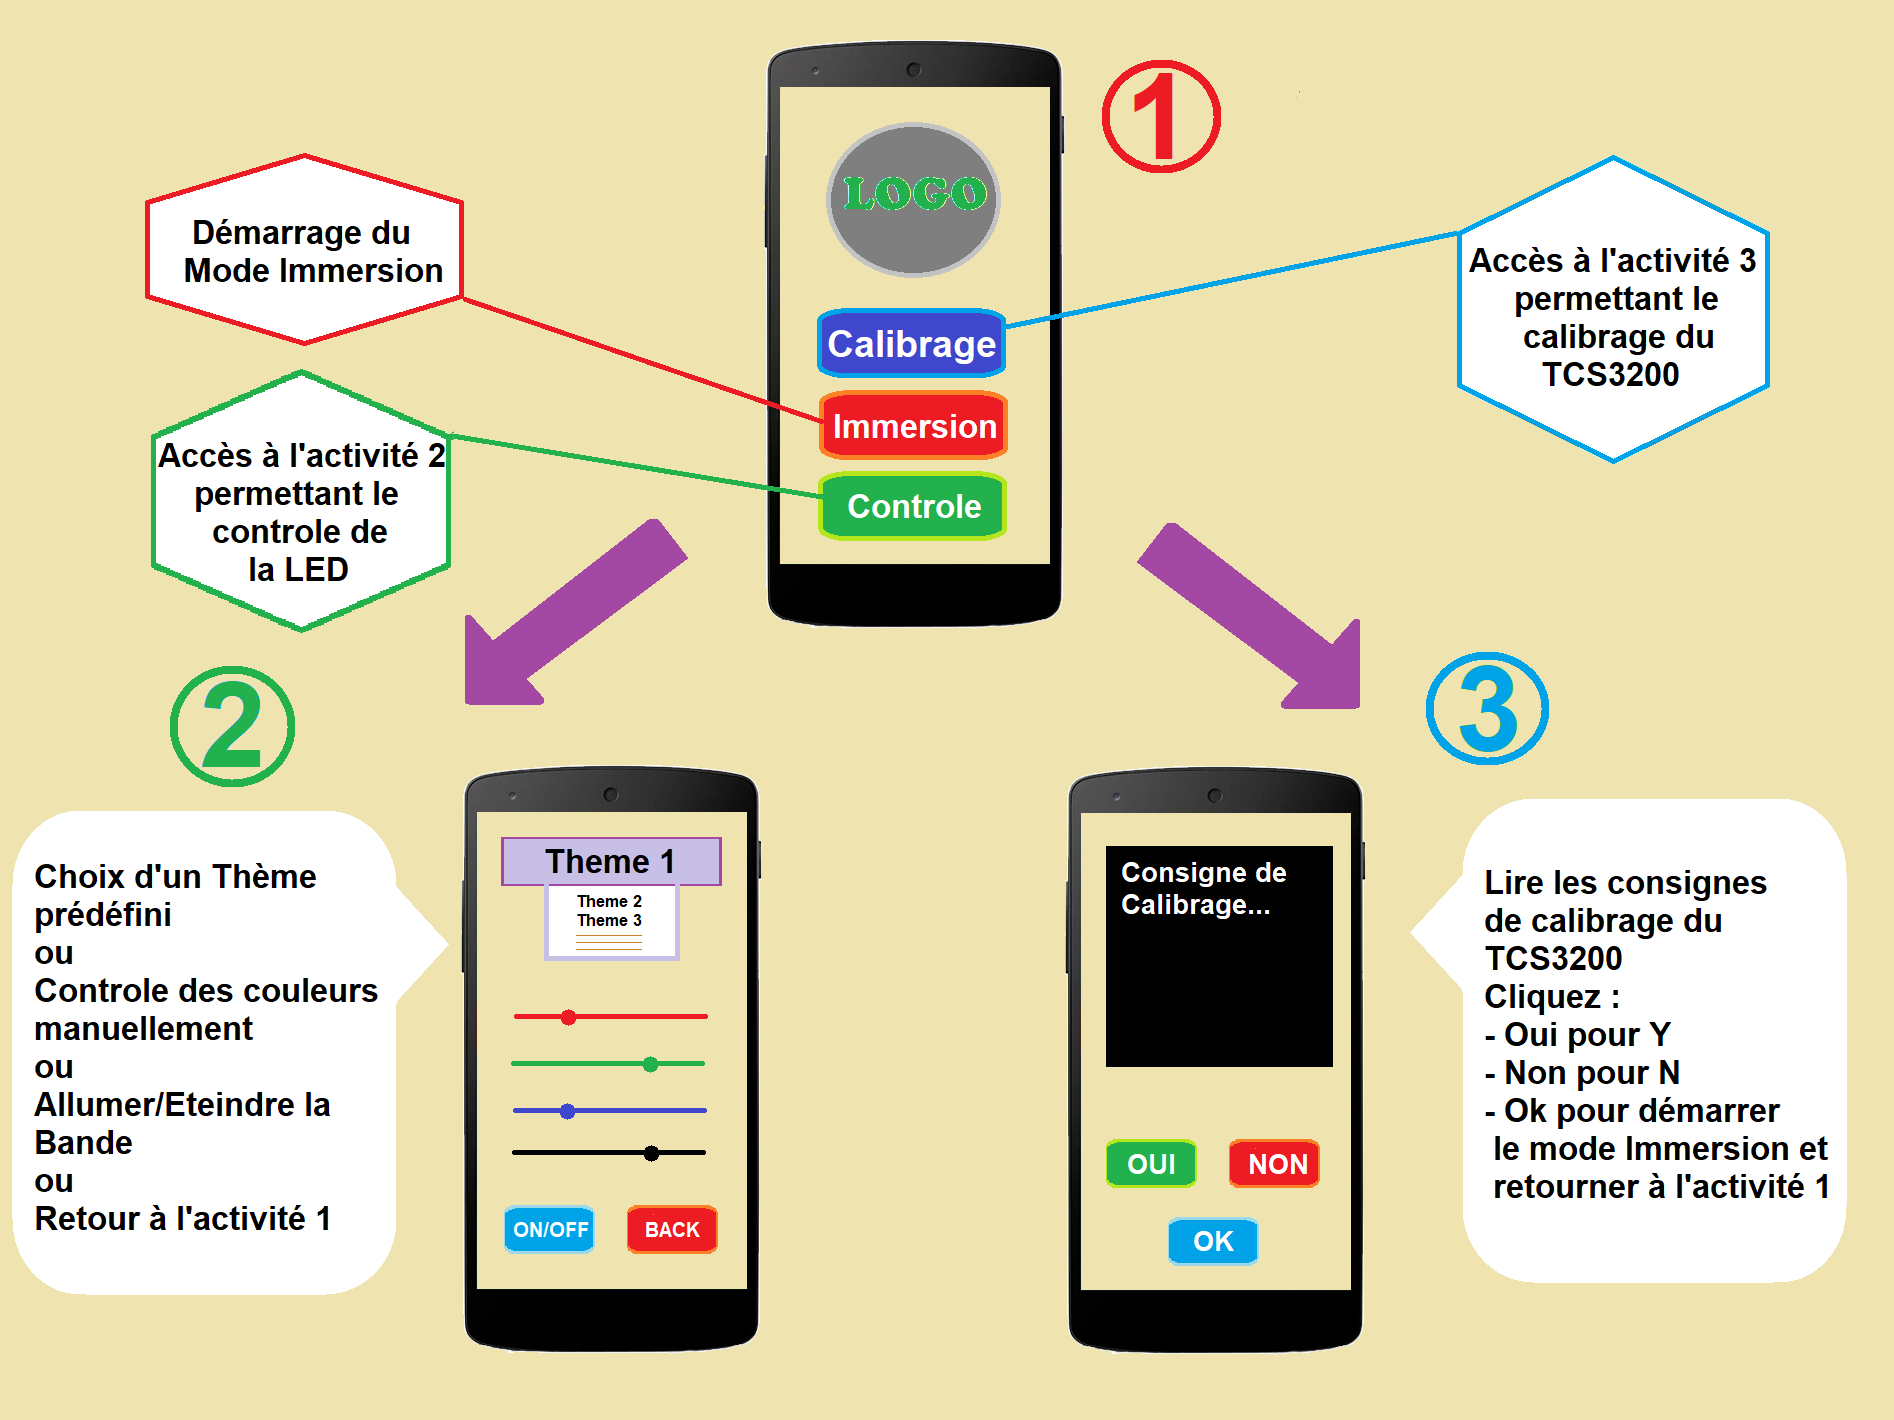 1
LOGO
Démarrage du
Mode Immersion
Accès à l'activité 3
permettant le
calibrage du
TCS3200
Calibrage
Immersion
Controle
Accès à l'activité 2
permettant le
controle de
la LED
2
3
Choix d'un Thème
prédéfini
ou
Controle des couleurs
manuellement
ou
Allumer/Eteindre la
Bande
ou
Retour à l'activité 1
Theme 1
Theme 2
Theme 3
ON/OFF
BACK
Consigne de
Calibrage...
OUI
NON
OK
Lire les consignes
de calibrage du
TCS3200
Cliquez :
- Oui pour Y
- Non pour N
- Ok pour démarrer
le mode Immersion et
retourner à l'activité 1